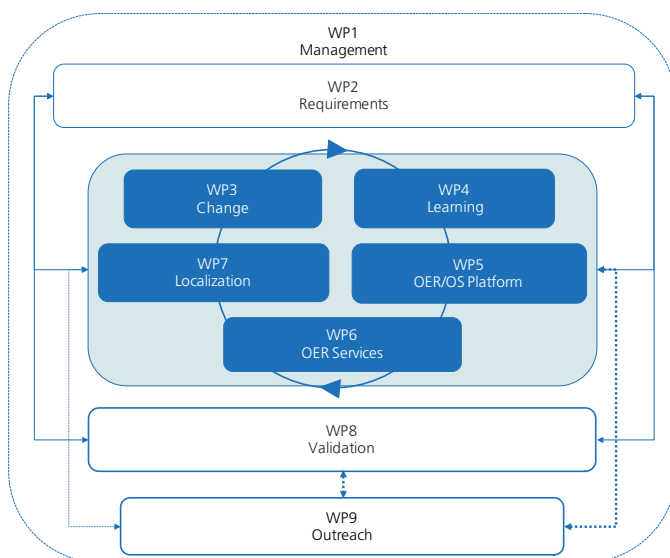 WP1
Management
WP2
Requirements
WP3
Change
WP4
Learning
WP7
Localization
WP5
OER/OS Platform
WP6
OER Services
WP8
Validation
WP9
Outreach